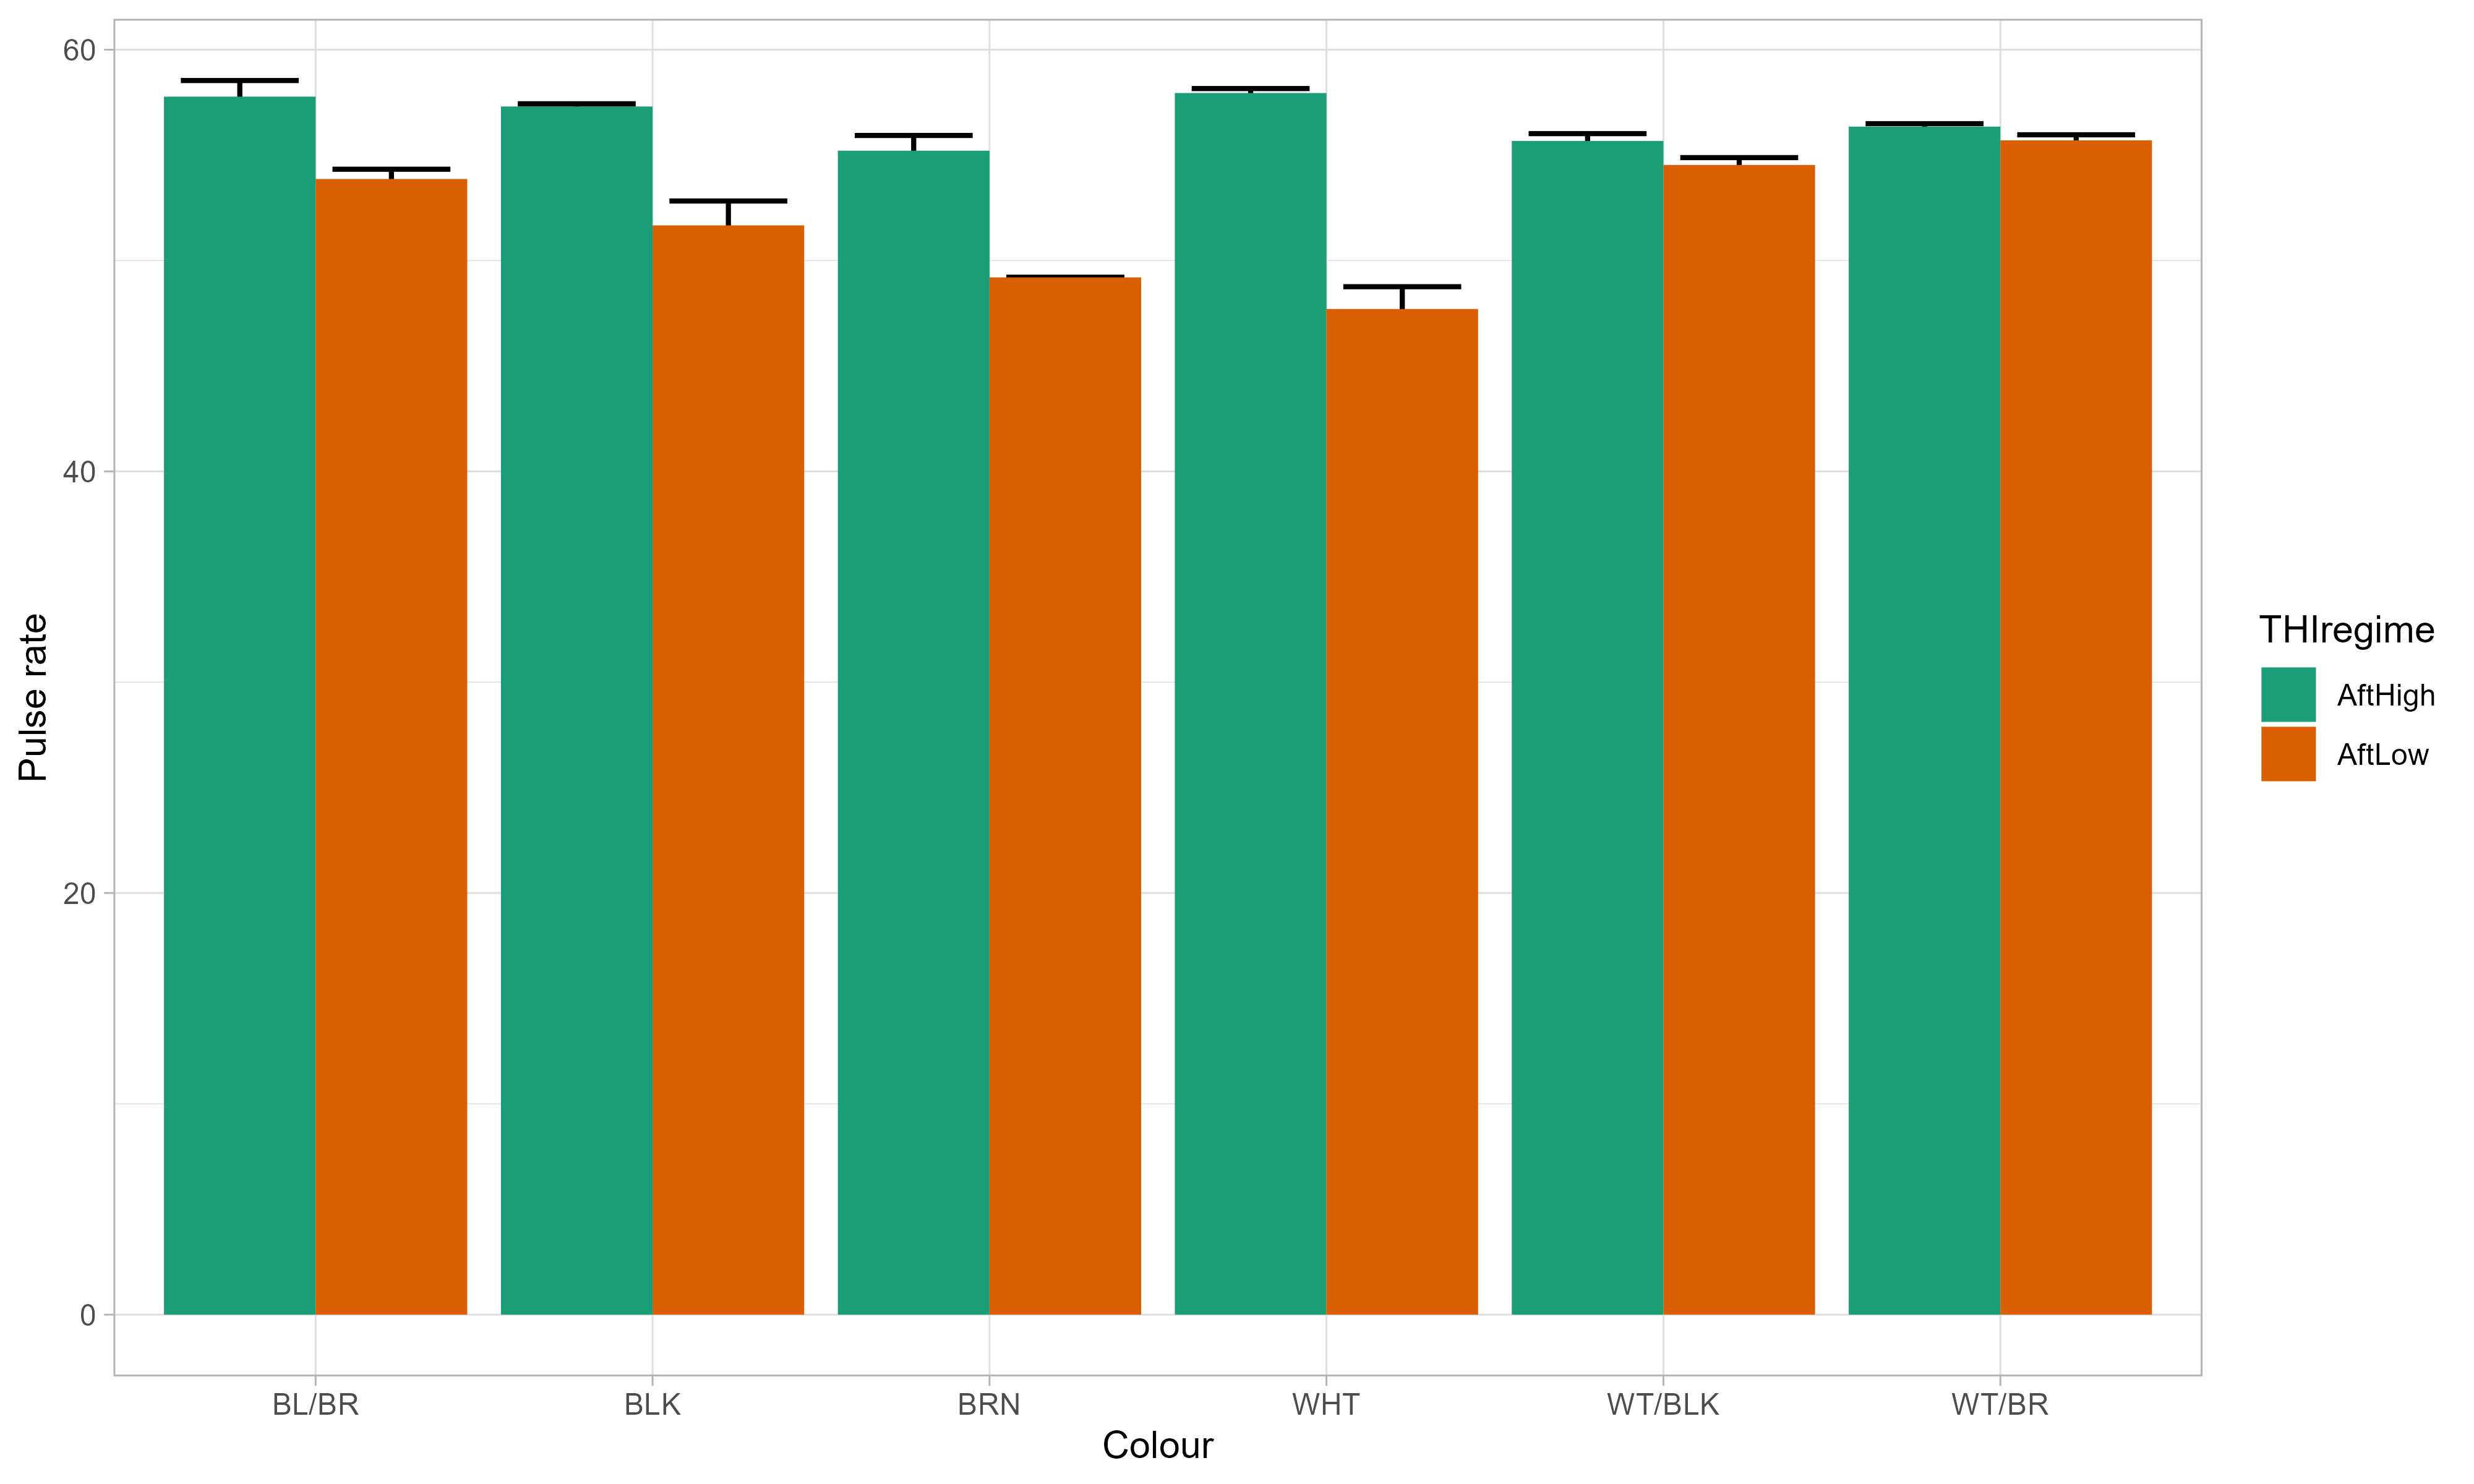 60
40
20
0
Pulse rate
BL/BR BLK BRN WHT WT/BLK WT/BR
Colour
THIregime
AftHigh
AftLow